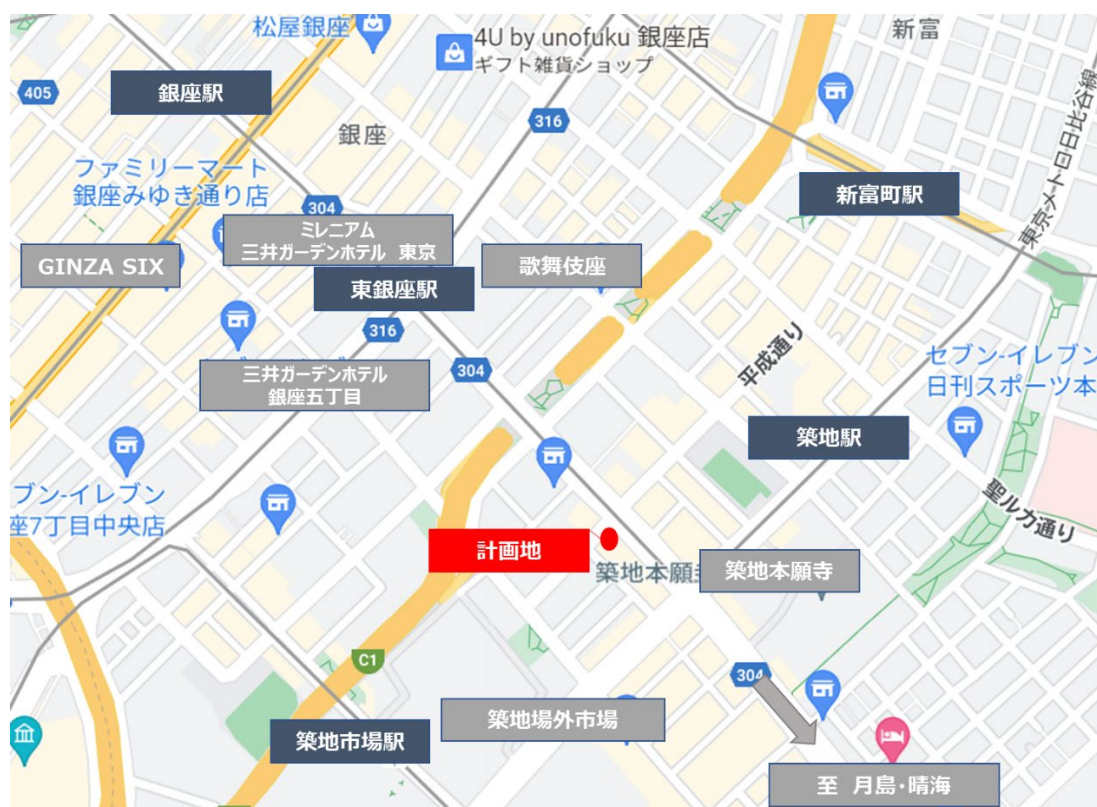 松屋銀座
4U by unofuku 銀座店
ギフト雑貨ショップ
新富
405
銀座駅
316
銀座
東京メトロ日比谷線
ファミリーマート
銀座みゆき通り店
新富町駅
304
ミレニアム
三井ガーデンホテル 東京
GINZA SIX
歌舞伎座
東銀座駅
316
平成通り
304
三井ガーデンホテル
銀座五丁目
セブン-イレブン
日刊スポーツ本
築地駅
ブン-イレブン
座7丁目中央店
聖ルカ通り
計画地
築地本願
築地本願寺
C1
304
築地場外市場
築地市場駅
至 月島・晴海